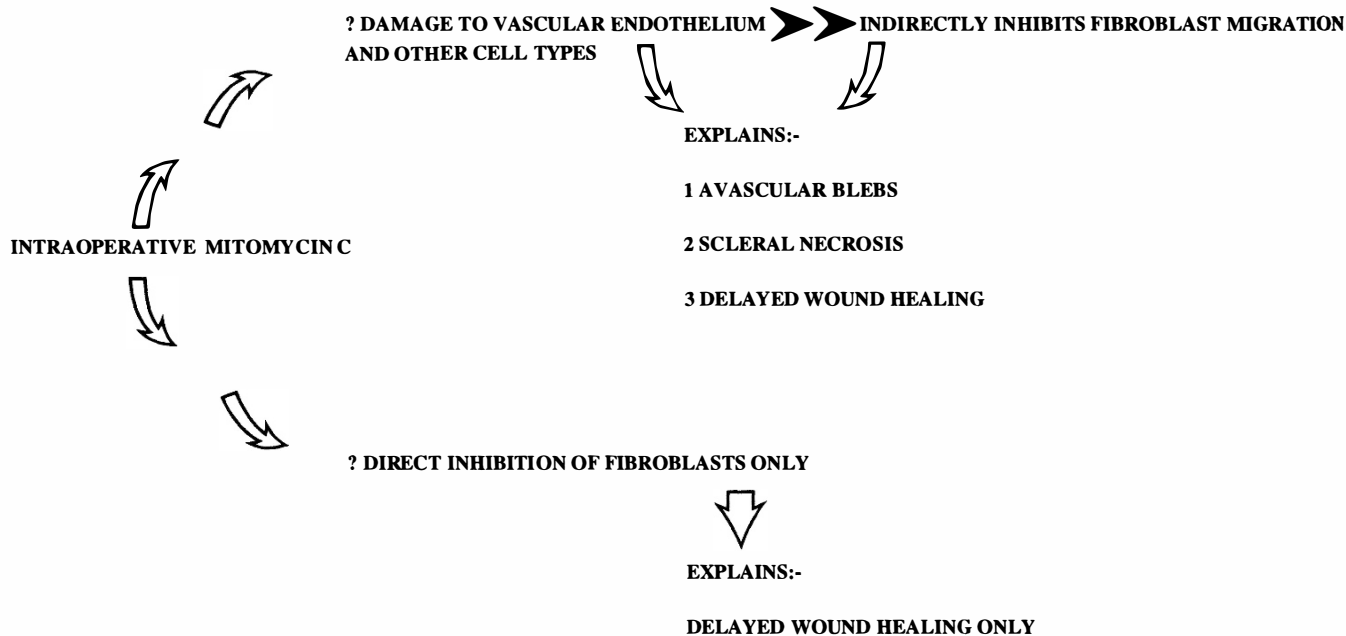 ? DAMAGE TO VASCULAR ENDOTHELIUM
AND OTHER CELL TYPES
INDIRECTLY INHIBITS FIBROBLAST MIGRATION
EXPLAINS:-
1 AVASCULAR BLEBS
2 SCLERAL NECROSIS
3 DELAYED WOUND HEALING
INTRAOPERATIVE MITOMYCIN C
? DIRECT INHIBITION OF FIBROBLASTS ONLY
EXPLAINS:-
DELAYED WOUND HEALING ONLY